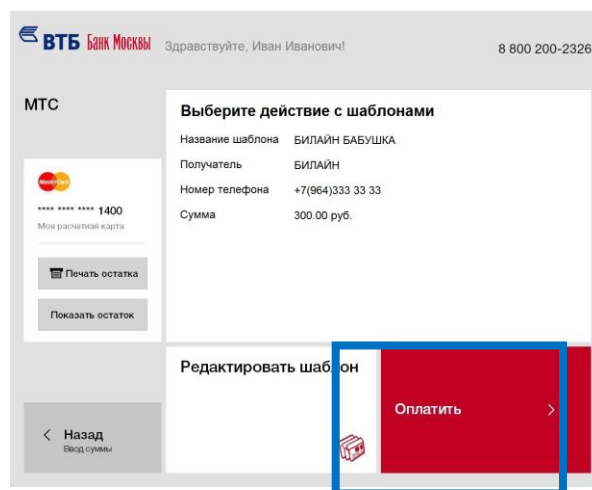 ВТБ Банк Москвы Здравствуйте, Иван Иванович! 8 800 200-2326
МТС
Выберите действие с шаблонами
Название шаблона БИЛАЙН БАБУШКА
Получатель БИЛАЙН
Номер телефона +7(964)333 33 33
Сумма 300.00 руб.
MasterCard
**** **** **** 1400
Моя расчетная карта
Печать остатка
Показать остаток
Редактировать шаблон
Оплатить
Назад
Ввод суммы